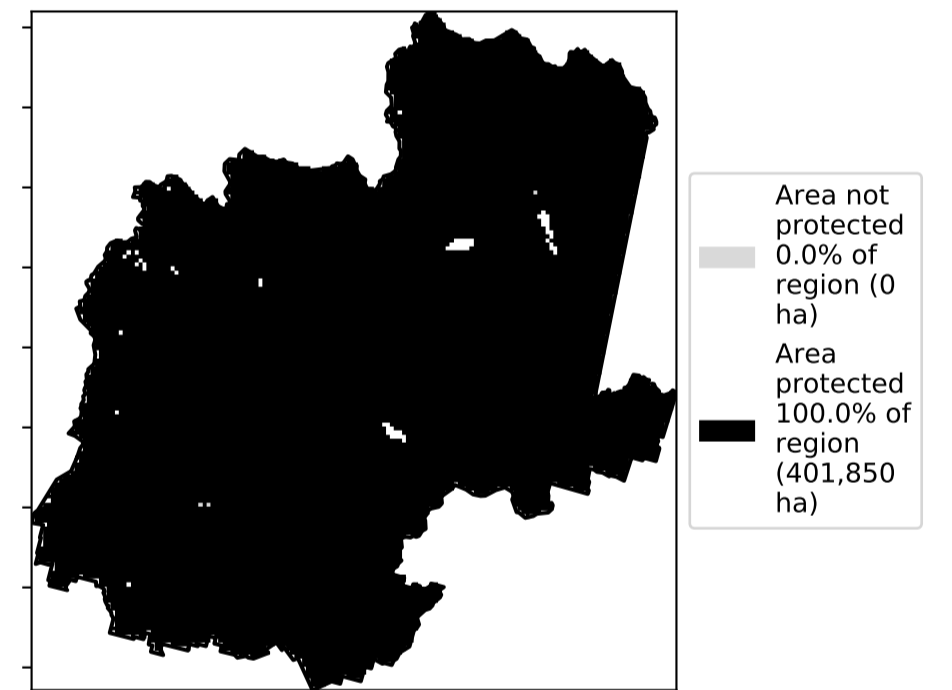 Area not
protected
0.0% of
region (0
ha)
Area
protected
100.0% of
region
(401,850
ha)